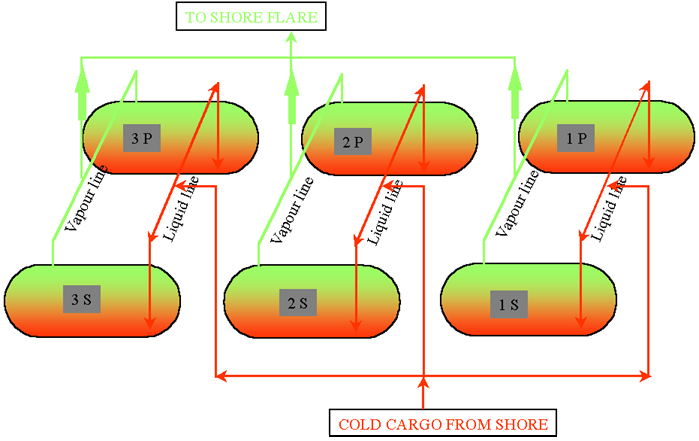 TO SHORE FLARE
3 P
2 P
1 P
Vapour line
Liquid line
Vapour line
Liquid line
Vapour line
Liquid line
3 S
2 S
1 S
COLD CARGO FROM SHORE